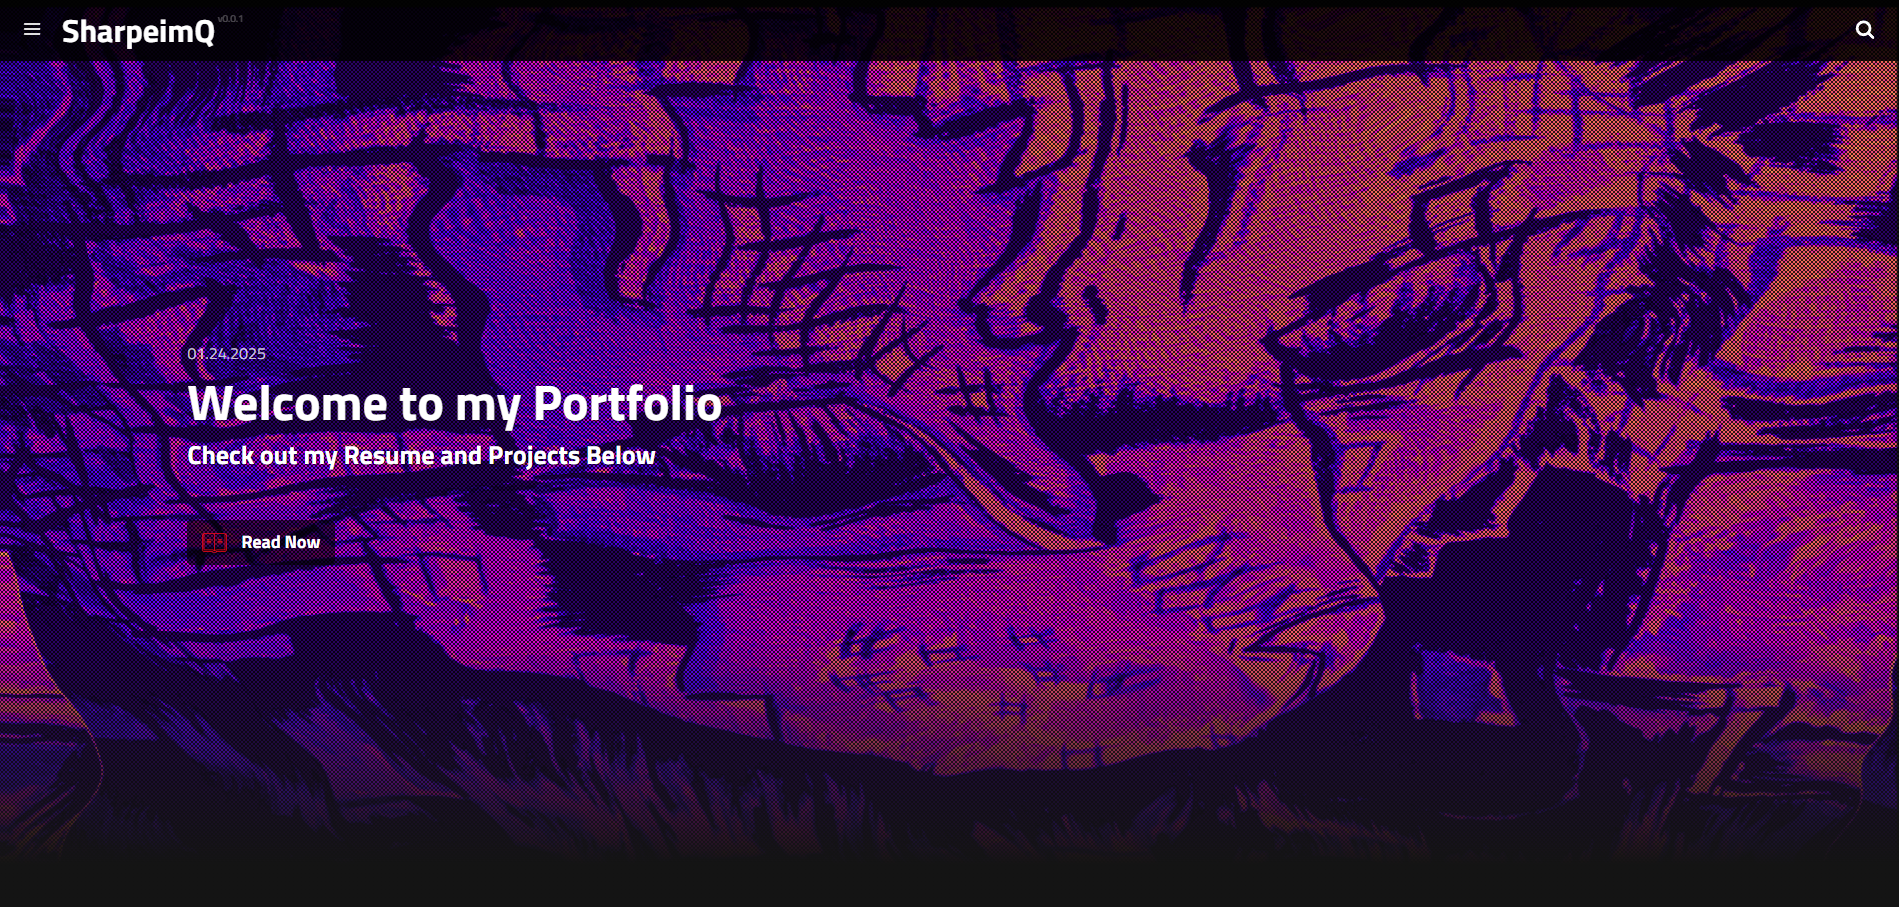 SharpeimQ v0.0.1
01.24.2025
Welcome to my Portfolio
Check out my Resume and Projects Below
Read Now